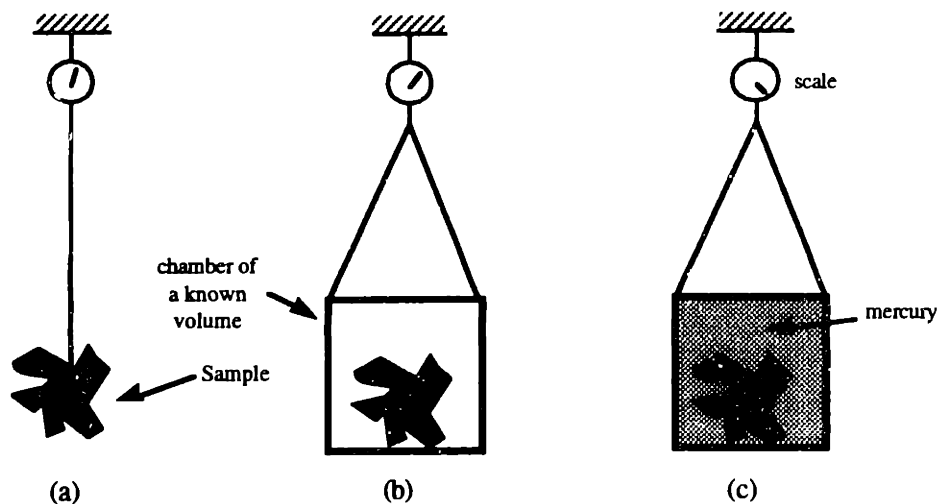 scale
chamber of
a known
volume
mercury
Sample
(a)
(b)
(c)